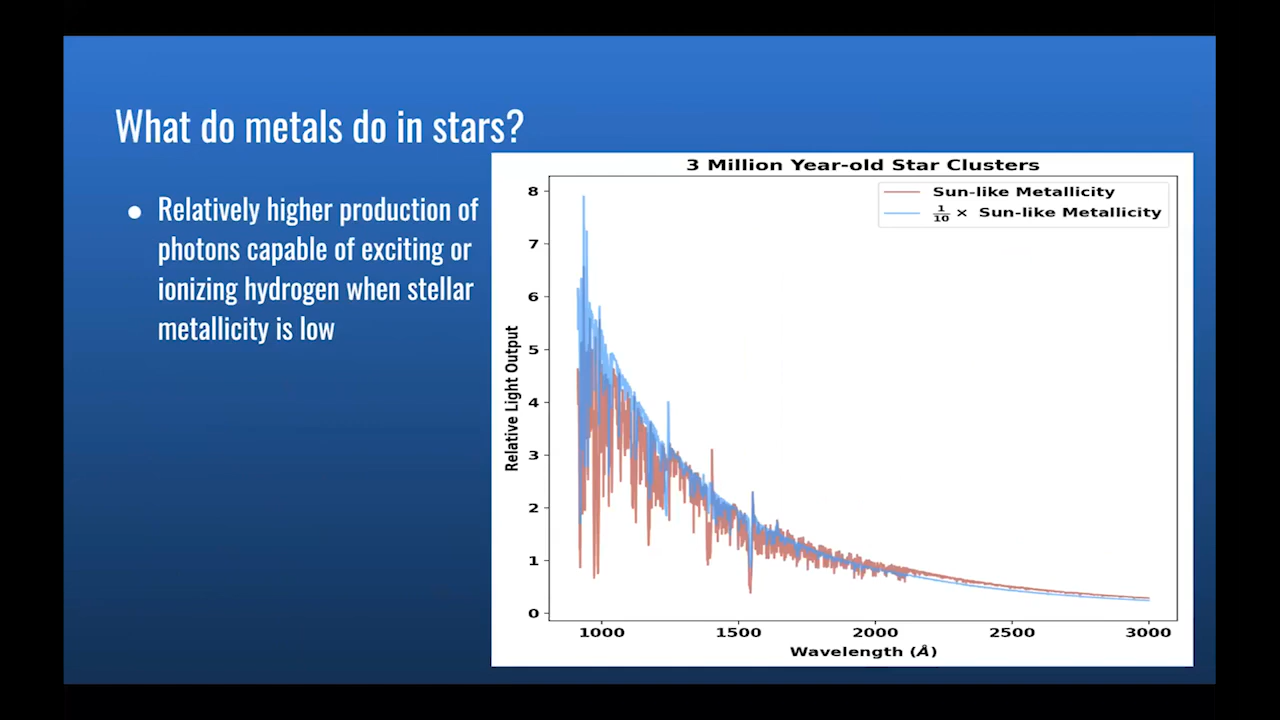 What do metals do in stars?
● Relatively higher production of
photons capable of exciting or
ionizing hydrogen when stellar
metallicity is low
3 Million Year-old Star Clusters
Sun-like Metallicity
1/10 × Sun-like Metallicity
Relative Light Output
8
7
6
5
4
3
2
1
0
1000 1500 2000 2500 3000
Wavelength (Å)